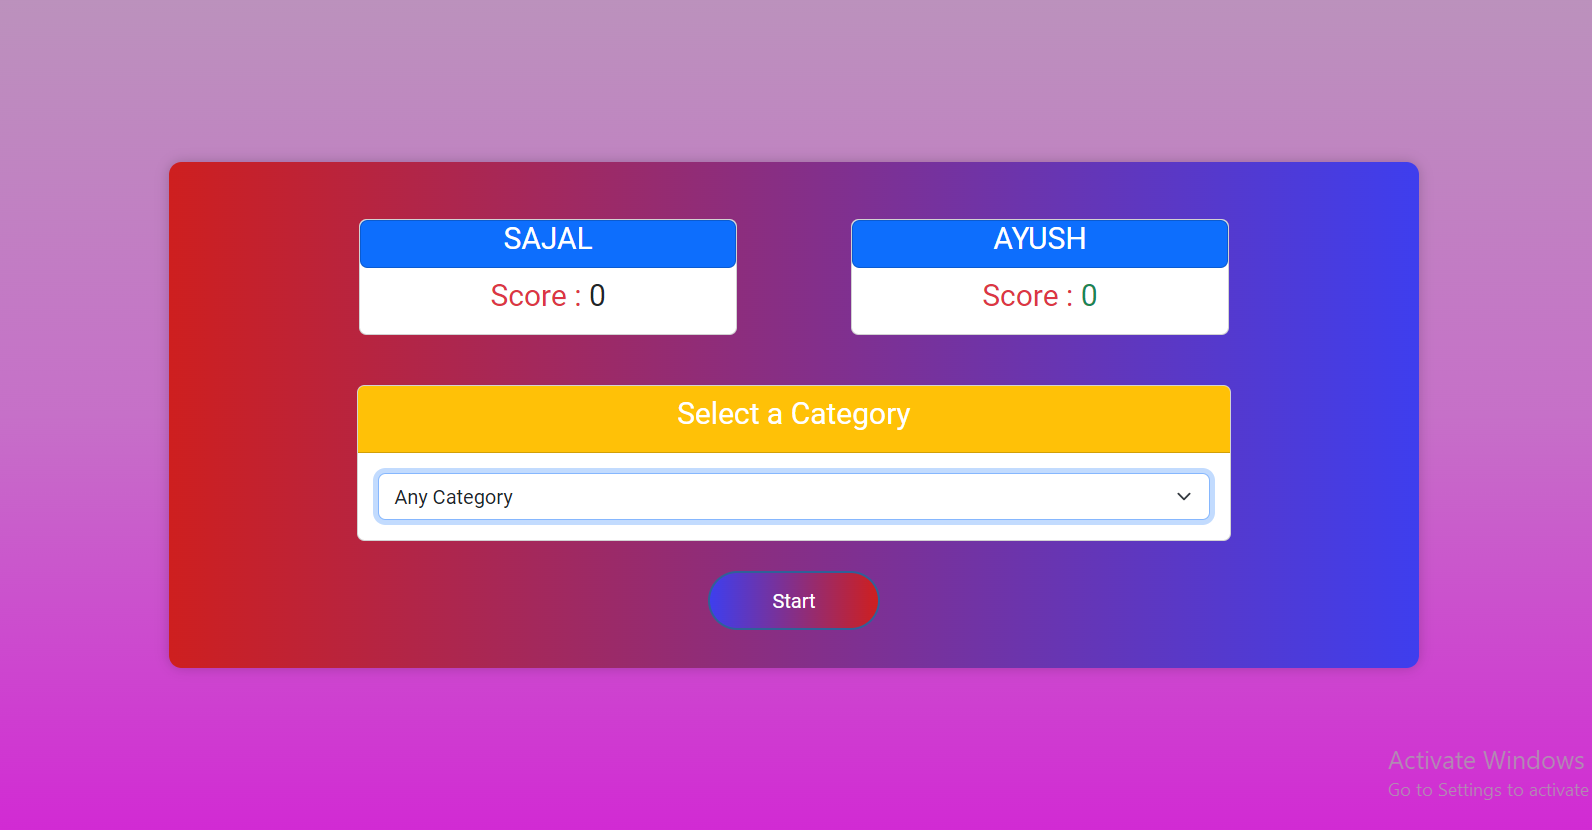 SAJAL
Score : 0
AYUSH
Score : 0
Select a Category
Any Category
Start
Activate Windows
Go to Settings to activate